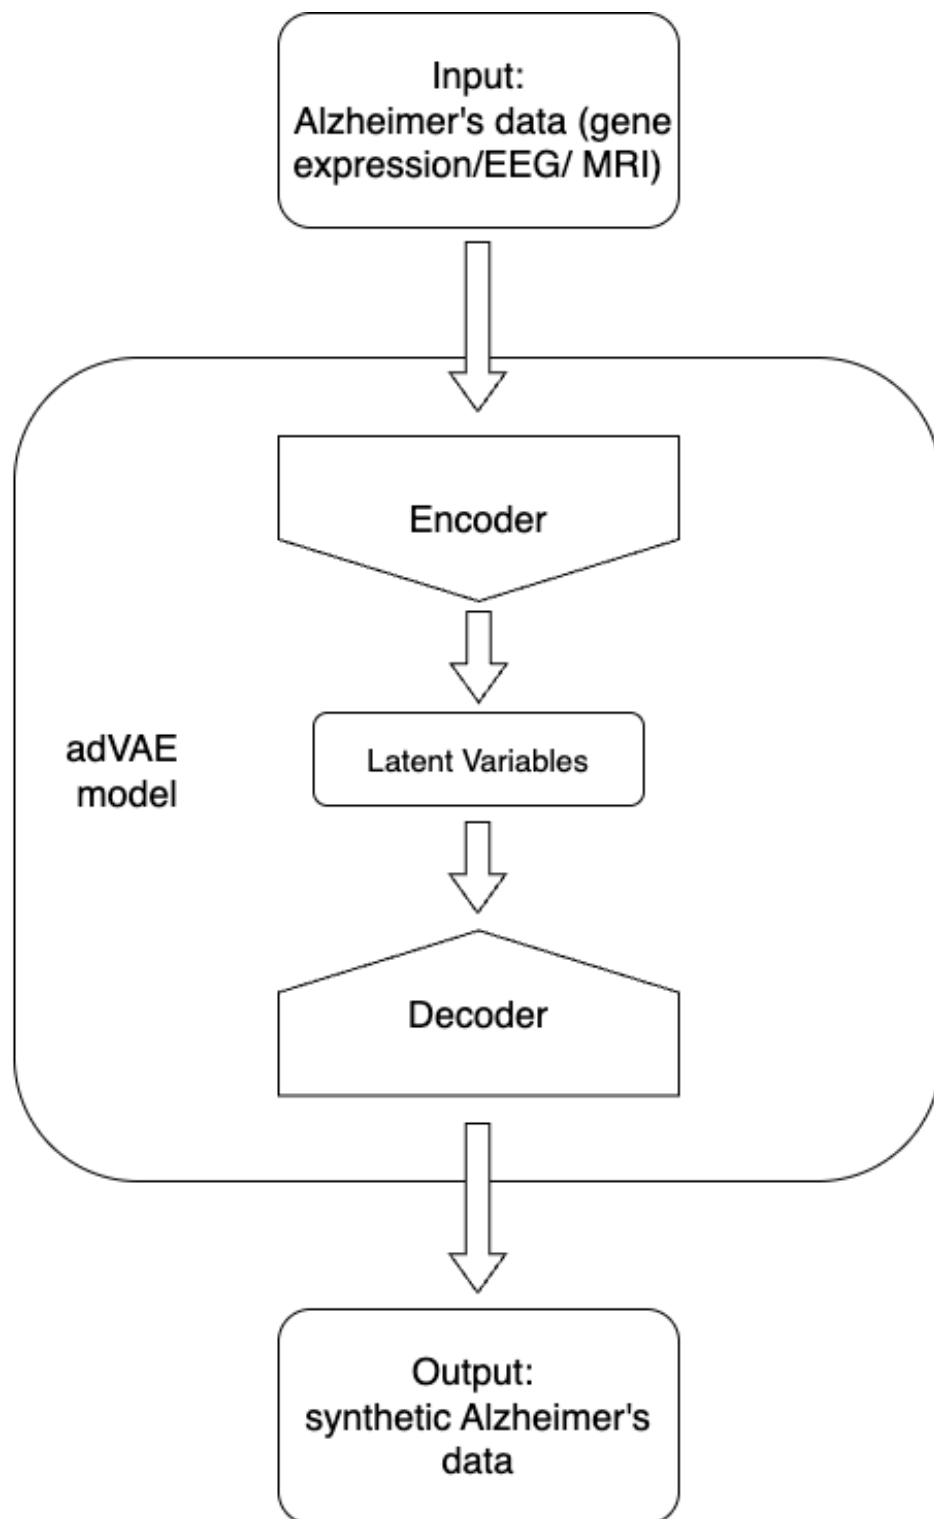 Input:
Alzheimer's data (gene
expression/EEG/ MRI)
Encoder
adVAE
model
Latent Variables
Decoder
Output:
synthetic Alzheimer's
data